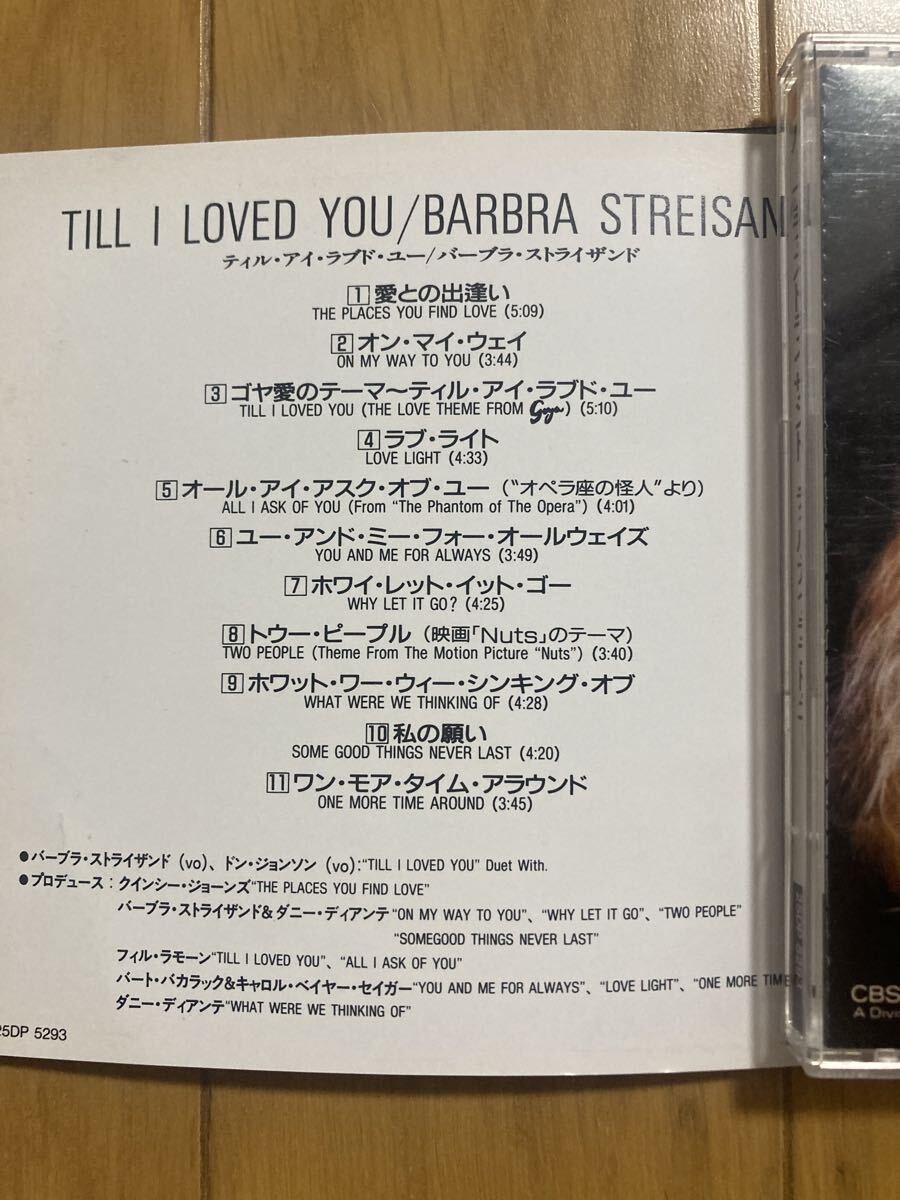 TILL I LOVED YOU/BARBRA STREISAN
ティル・アイ・ラブド・ユー/バーブラ・ストライザンド
1 愛との出逢い
THE PLACES YOU FIND LOVE (5:09)
2 オン・マイ・ウェイ
ON MY WAY TO YOU (3:44)
3 ゴヤ愛のテーマ〜ティル・アイ・ラブド・ユー
TILL I LOVED YOU (THE LOVE THEME FROM Goya) (5:10)
4 ラブ・ライト
LOVE LIGHT (4:33)
5 オール・アイ・アスク・オブ・ユー（“オペラ座の怪人”より）
ALL I ASK OF YOU (From “The Phantom of The Opera”) (4:01)
6 ユー・アンド・ミー・フォー・オールウェイズ
YOU AND ME FOR ALWAYS (3:49)
7 ホワイ・レット・イット・ゴー
WHY LET IT GO? (4:25)
8 トゥー・ピープル（映画「Nuts」のテーマ）
TWO PEOPLE (Theme From The Motion Picture “Nuts”) (3:40)
9 ホワット・ワー・ウィー・シンキング・オブ
WHAT WERE WE THINKING OF (4:28)
10 私の願い
SOME GOOD THINGS NEVER LAST (4:20)
11 ワン・モア・タイム・アラウンド
ONE MORE TIME AROUND (3:45)
●バーブラ・ストライザンド (vo)、ドン・ジョンソン (vo):“TILL I LOVED YOU” Duet With.
●プロデュース：クインシー・ジョーンズ“THE PLACES YOU FIND LOVE”
バーブラ・ストライザンド&ダニー・ディアンテ“ON MY WAY TO YOU”、“WHY LET IT GO”、“TWO PEOPLE”
“SOMEGOOD THINGS NEVER LAST”
フィル・ラモーン“TILL I LOVED YOU”、“ALL I ASK OF YOU”
バート・バカラック&キャロル・ベイヤー・セイガー“YOU AND ME FOR ALWAYS”、“LOVE LIGHT”、“ONE MORE TIME
ダニー・ディアンテ“WHAT WERE WE THINKING OF”
25DP 5293
CBS
A Divi